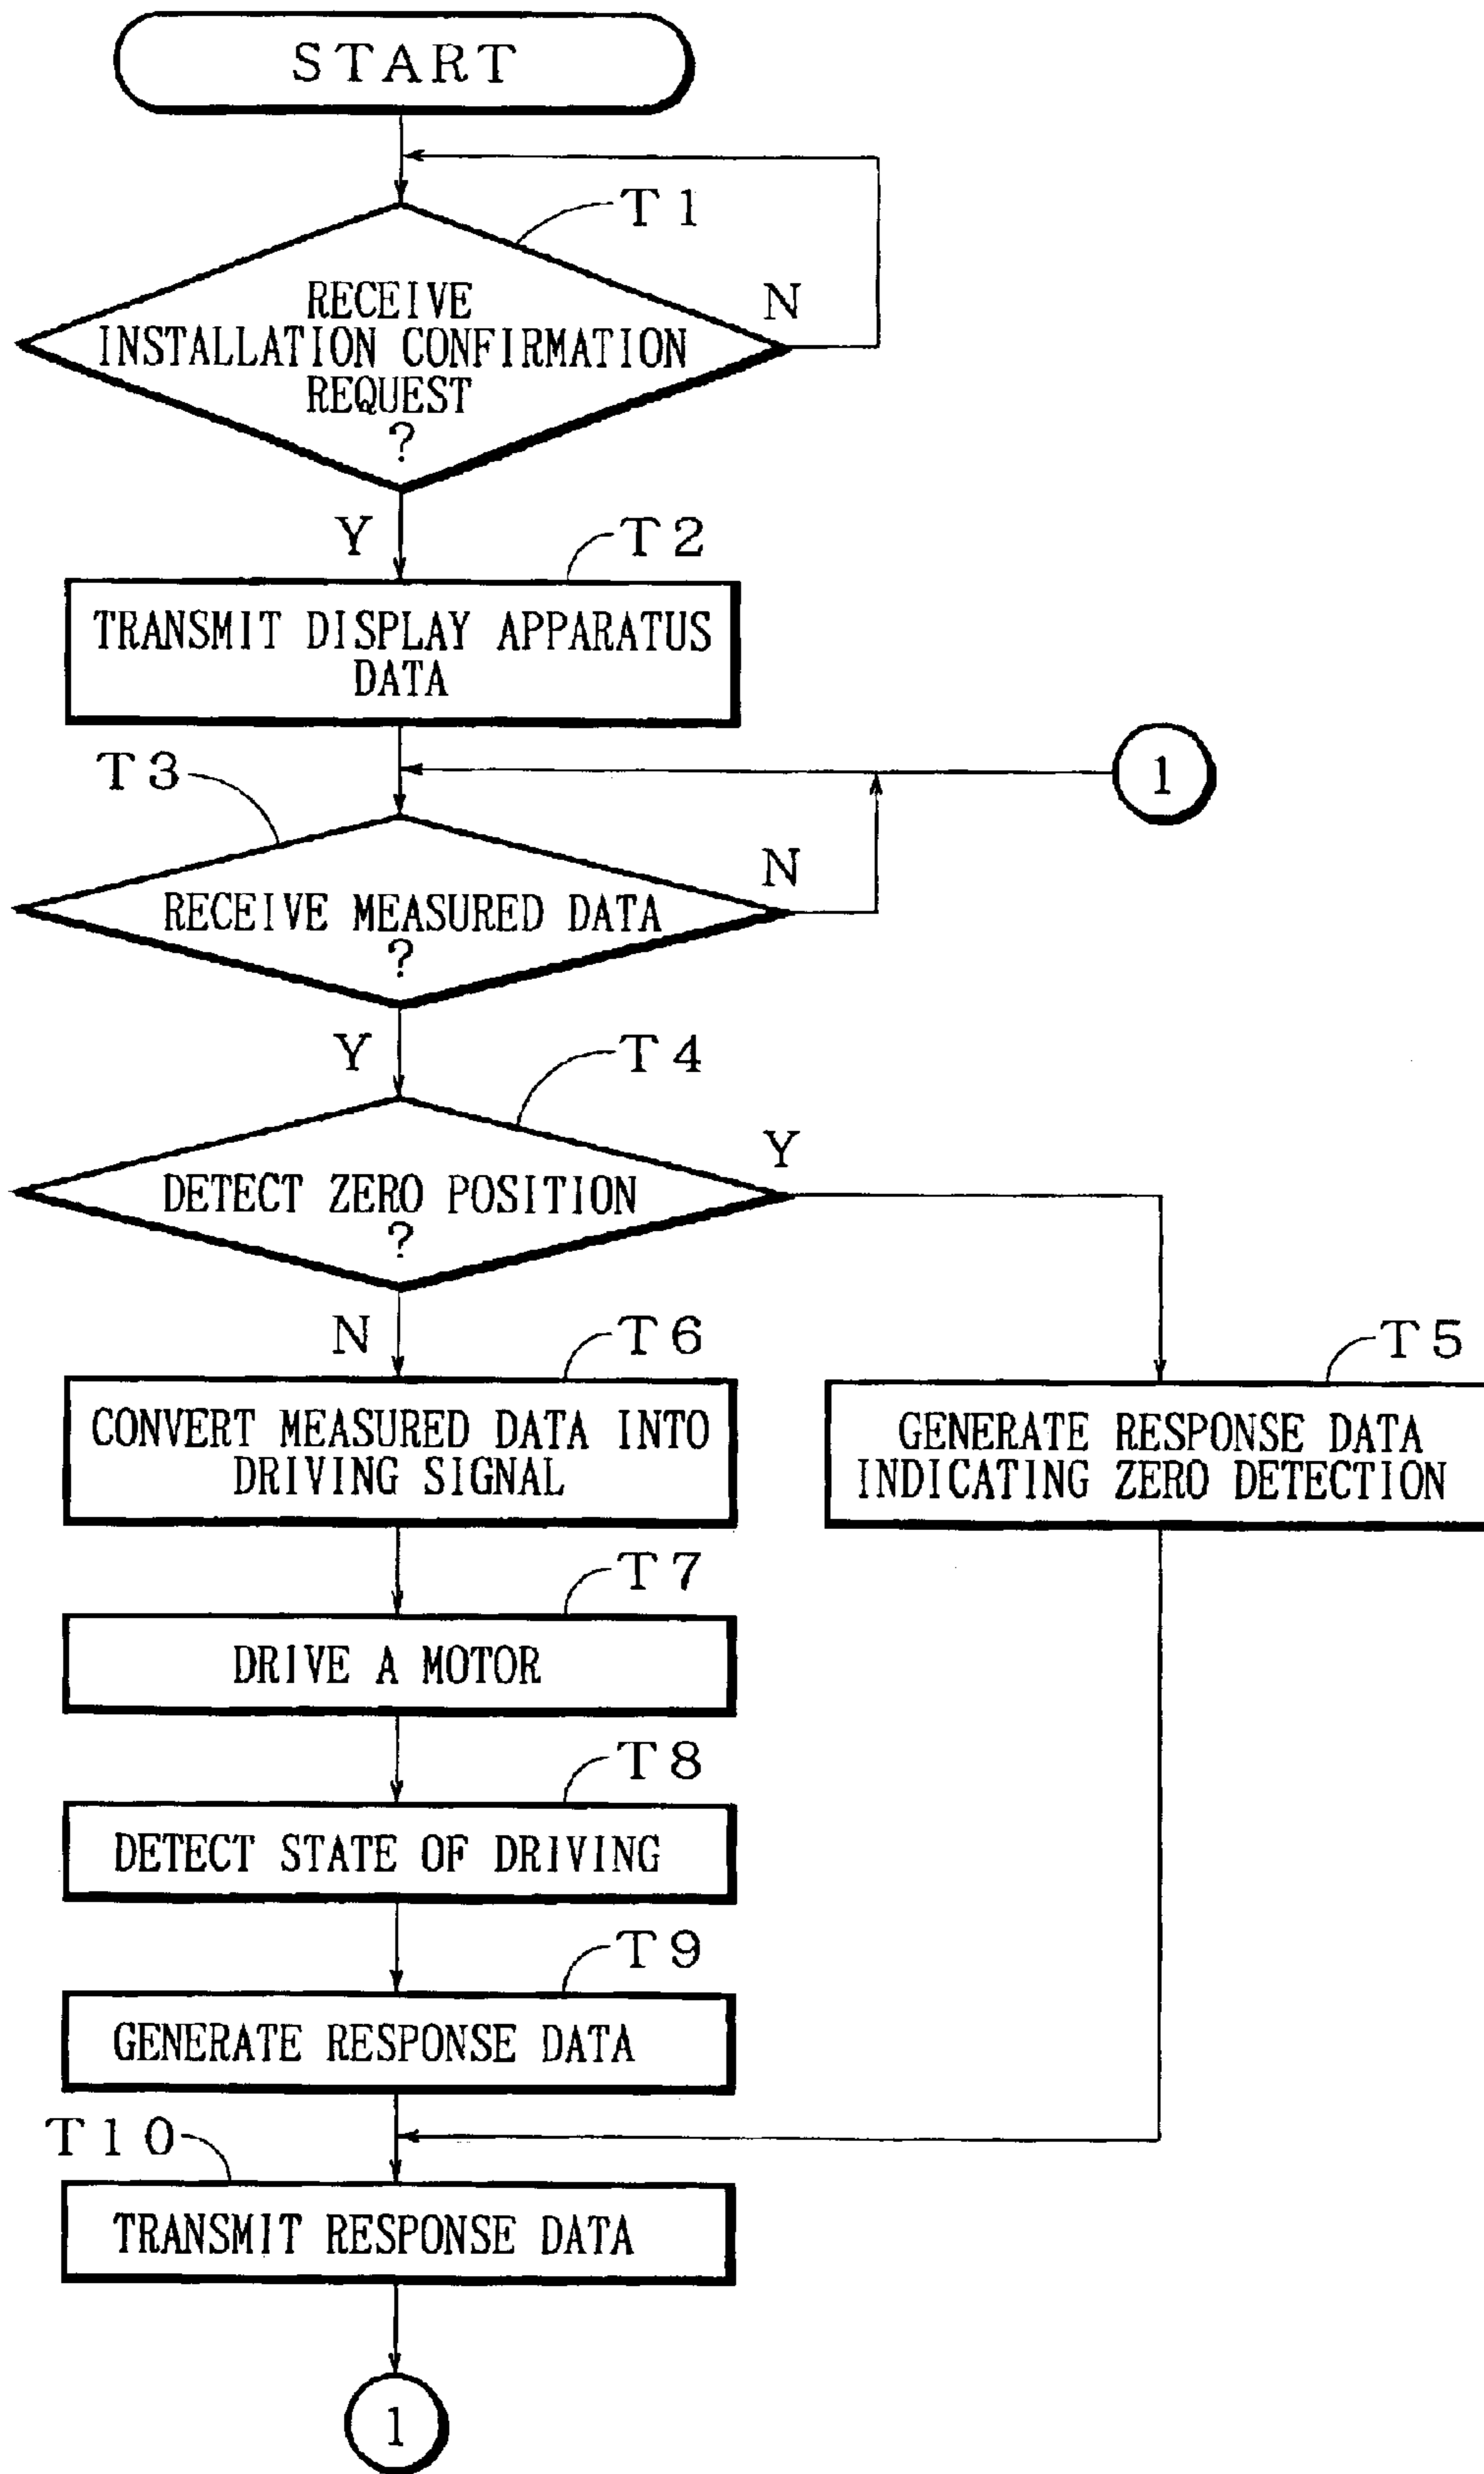 START
T1
RECEIVE
INSTALLATION CONFIRMATION
REQUEST
?
N
Y
T2
TRANSMIT DISPLAY APPARATUS
DATA
1
T3
RECEIVE MEASURED DATA
?
N
Y
T4
DETECT ZERO POSITION
?
Y
N
T6
CONVERT MEASURED DATA INTO
DRIVING SIGNAL
T5
GENERATE RESPONSE DATA
INDICATING ZERO DETECTION
T7
DRIVE A MOTOR
T8
DETECT STATE OF DRIVING
T9
GENERATE RESPONSE DATA
T10
TRANSMIT RESPONSE DATA
1